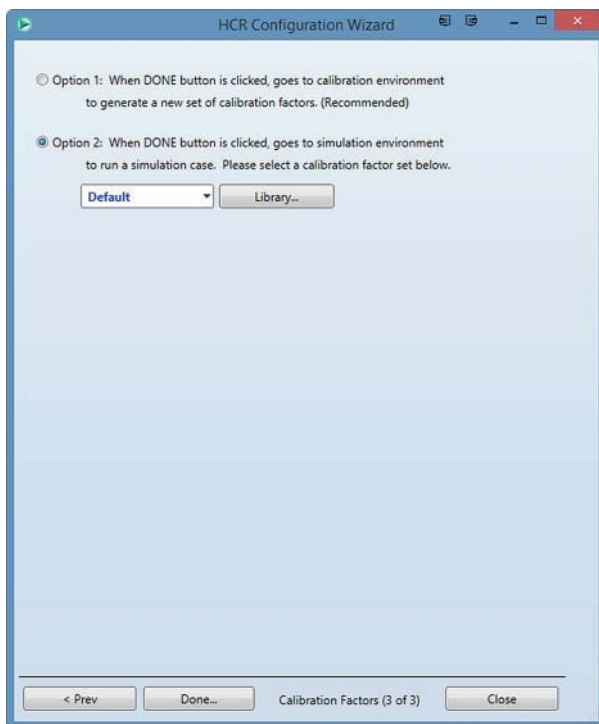 HCR Configuration Wizard
Option 1: When DONE button is clicked, goes to calibration environment
to generate a new set of calibration factors. (Recommended)
Option 2: When DONE button is clicked, goes to simulation environment
to run a simulation case. Please select a calibration factor set below.
Default Library...
< Prev Done... Calibration Factors (3 of 3) Close